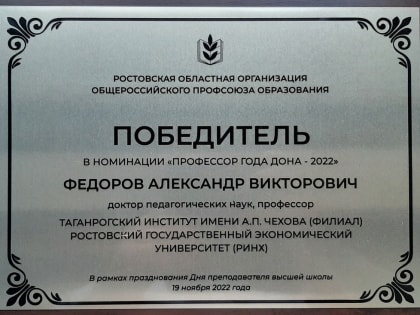 РОСТОВСКАЯ ОБЛАСТНАЯ ОРГАНИЗАЦИЯ
ОБЩЕРОССИЙСКОГО ПРОФСОЮЗА ОБРАЗОВАНИЯ
ПОБЕДИТЕЛЬ
В НОМИНАЦИИ «ПРОФЕССОР ГОДА ДОНА - 2022»
ФЕДОРОВ АЛЕКСАНДР ВИКТОРОВИЧ
доктор педагогических наук, профессор
ТАГАНРОГСКИЙ ИНСТИТУТ ИМЕНИ А.П. ЧЕХОВА (ФИЛИАЛ)
РОСТОВСКИЙ ГОСУДАРСТВЕННЫЙ ЭКОНОМИЧЕСКИЙ
УНИВЕРСИТЕТ (РИНХ)
В рамках празднования Дня преподавателя высшей школы
19 ноября 2022 года